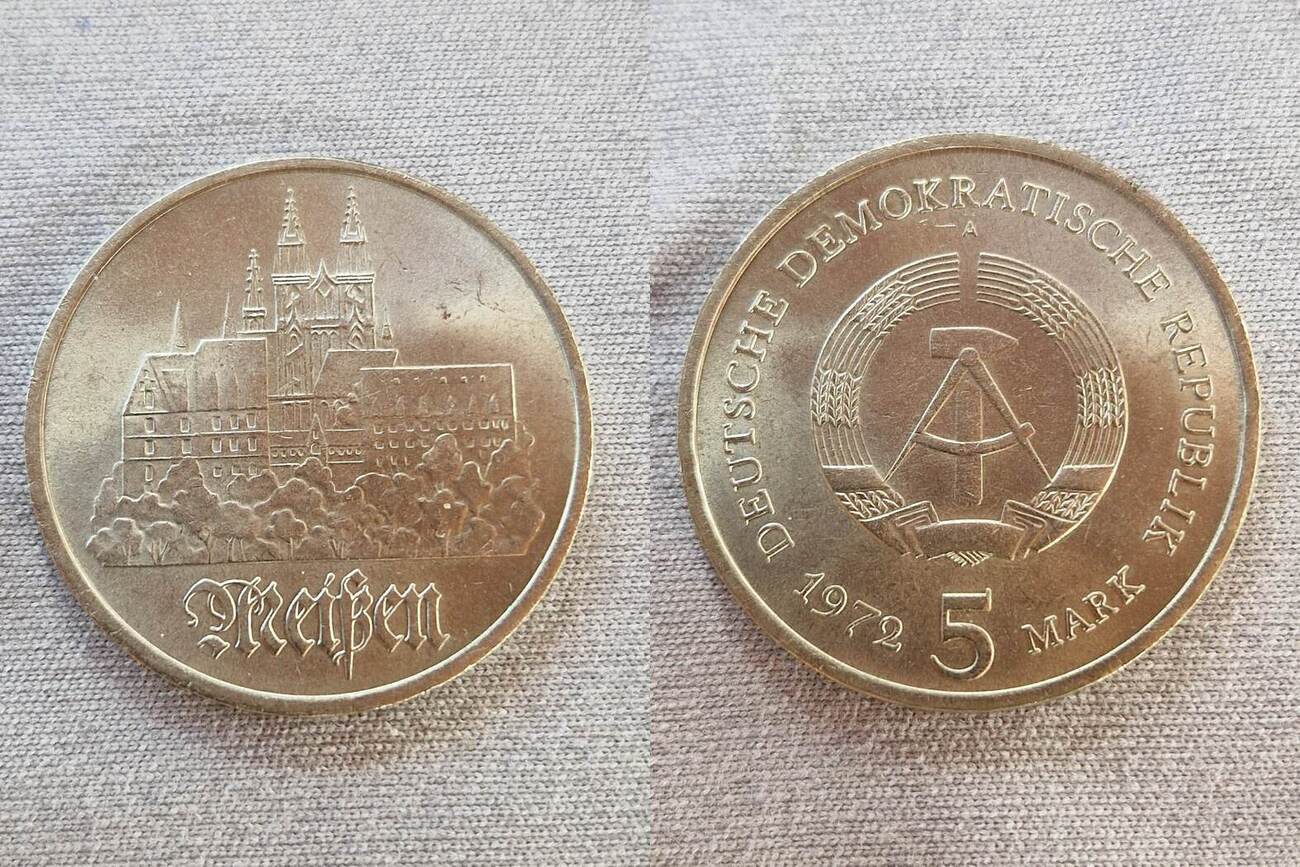 Meißen
DEUTSCHE DEMOKRATISCHE REPUBLIK
A
1972 5 MARK